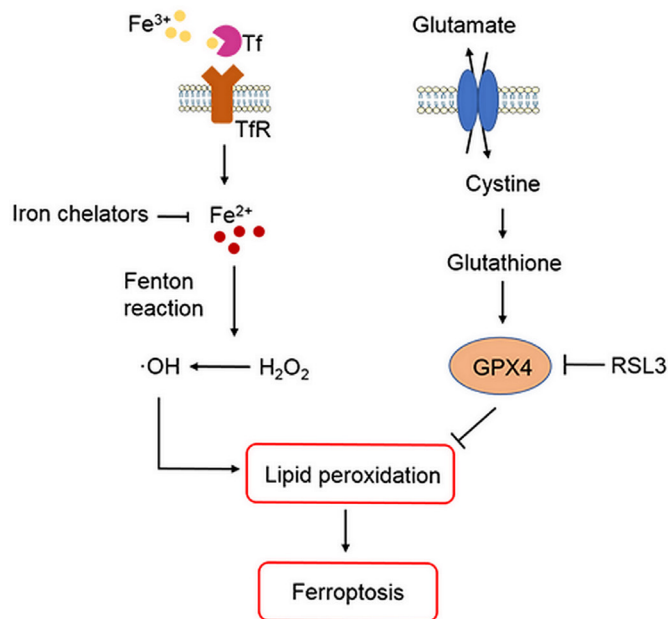 Fe³⁺
Tf
TfR
Iron chelators
Fe²⁺
Fenton
reaction
·OH
H₂O₂
Glutamate
Cystine
Glutathione
GPX4
RSL3
Lipid peroxidation
Ferroptosis